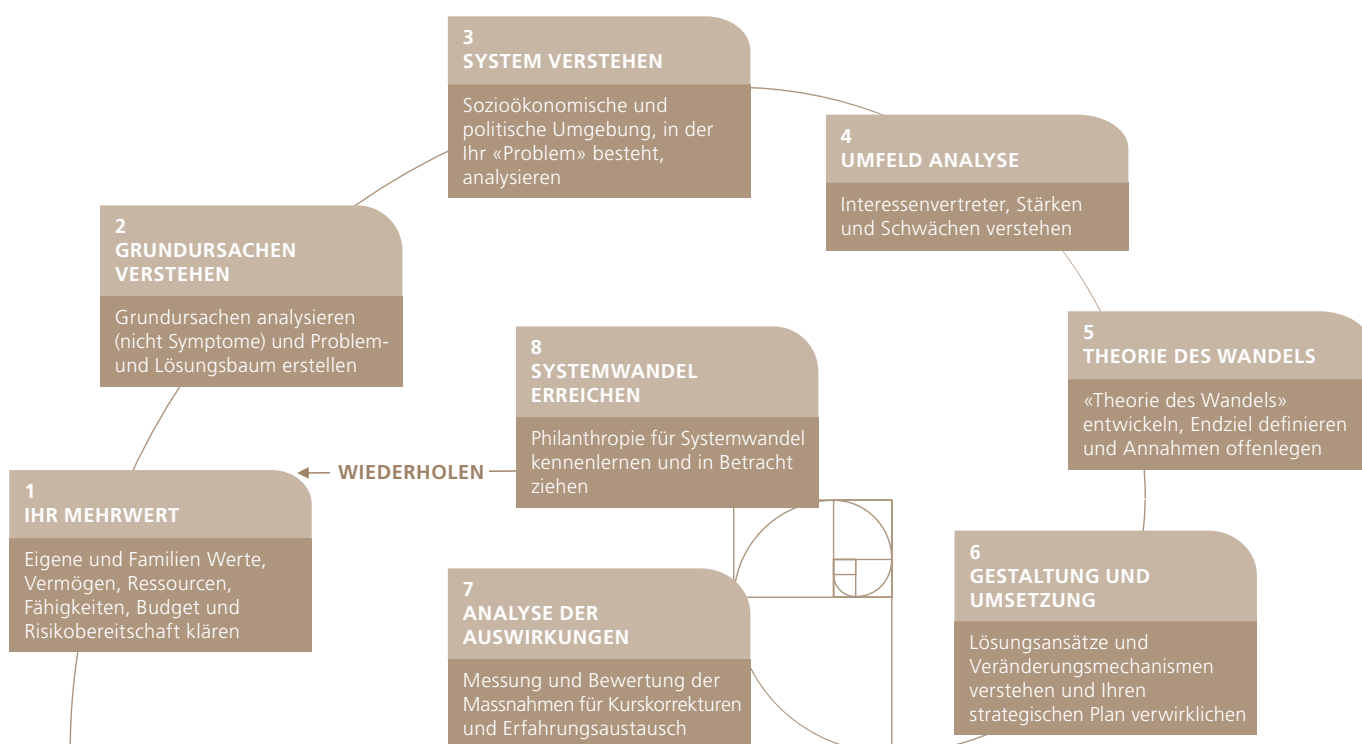 1
IHR MEHRWERT
Eigene und Familien Werte,
Vermögen, Ressourcen,
Fähigkeiten, Budget und
Risikobereitschaft klären
2
GRUNDURSACHEN
VERSTEHEN
Grundursachen analysieren
(nicht Symptome) und Problem-
und Lösungsbaum erstellen
3
SYSTEM VERSTEHEN
Sozioökonomische und
politische Umgebung, in der
Ihr «Problem» besteht,
analysieren
4
UMFELD ANALYSE
Interessenvertreter, Stärken
und Schwächen verstehen
5
THEORIE DES WANDELS
«Theorie des Wandels»
entwickeln, Endziel definieren
und Annahmen offenlegen
6
GESTALTUNG UND
UMSETZUNG
Lösungsansätze und
Veränderungsmechanismen
verstehen und Ihren
strategischen Plan verwirklichen
7
ANALYSE DER
AUSWIRKUNGEN
Messung und Bewertung der
Massnahmen für Kurskorrekturen
und Erfahrungsaustausch
8
SYSTEMWANDEL
ERREICHEN
Philanthropie für Systemwandel
kennenlernen und in Betracht
ziehen
WIEDERHOLEN